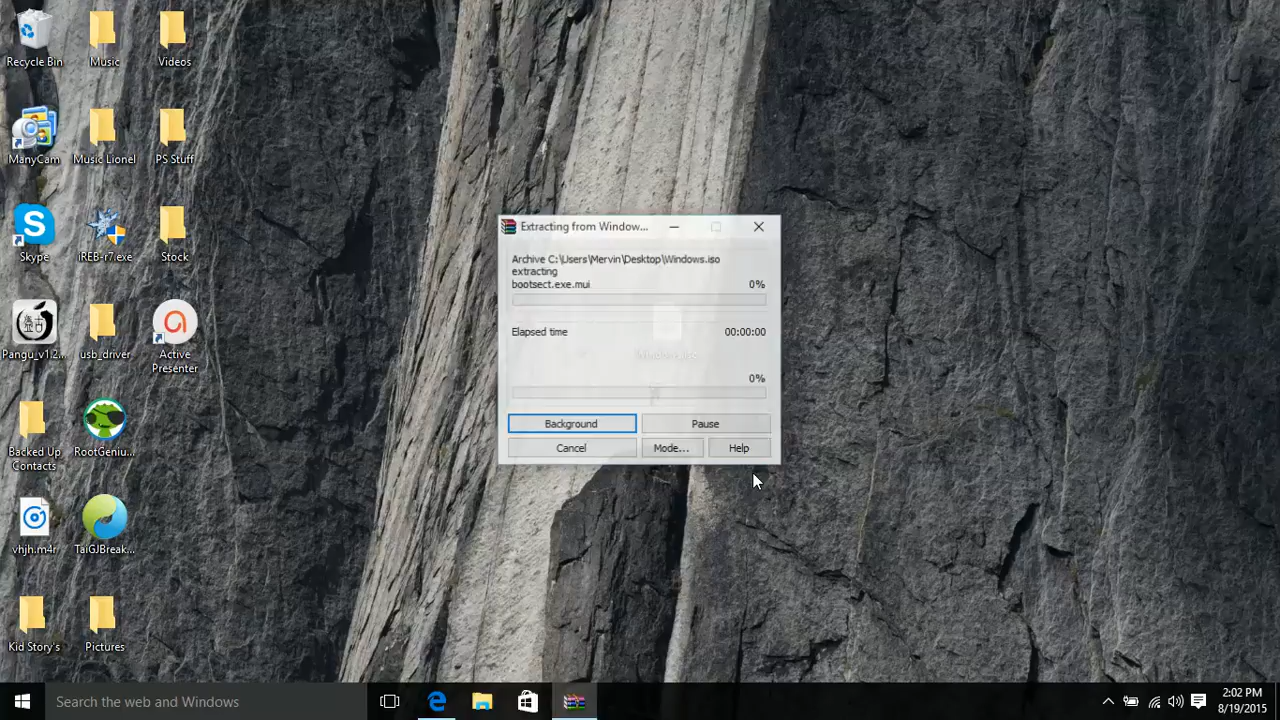 Recycle Bin
Music
Videos
ManyCam
Music Lionel
PS Stuff
Skype
iREB-r7.exe
Stock
Pangu_v1.2...
usb_driver
Active
Presenter
Backed Up
Contacts
RootGeniu...
vhjh.m4r
TaiGJBreak...
Kid Story's
Pictures
Extracting from Window...
Archive C:\Users\Mervin\Desktop\Windows.iso
extracting
bootsect.exe.mui 0%
Elapsed time 00:00:00
Windows.iso
0%
Background Pause
Cancel Mode... Help
Search the web and Windows
2:02 PM
8/19/2015